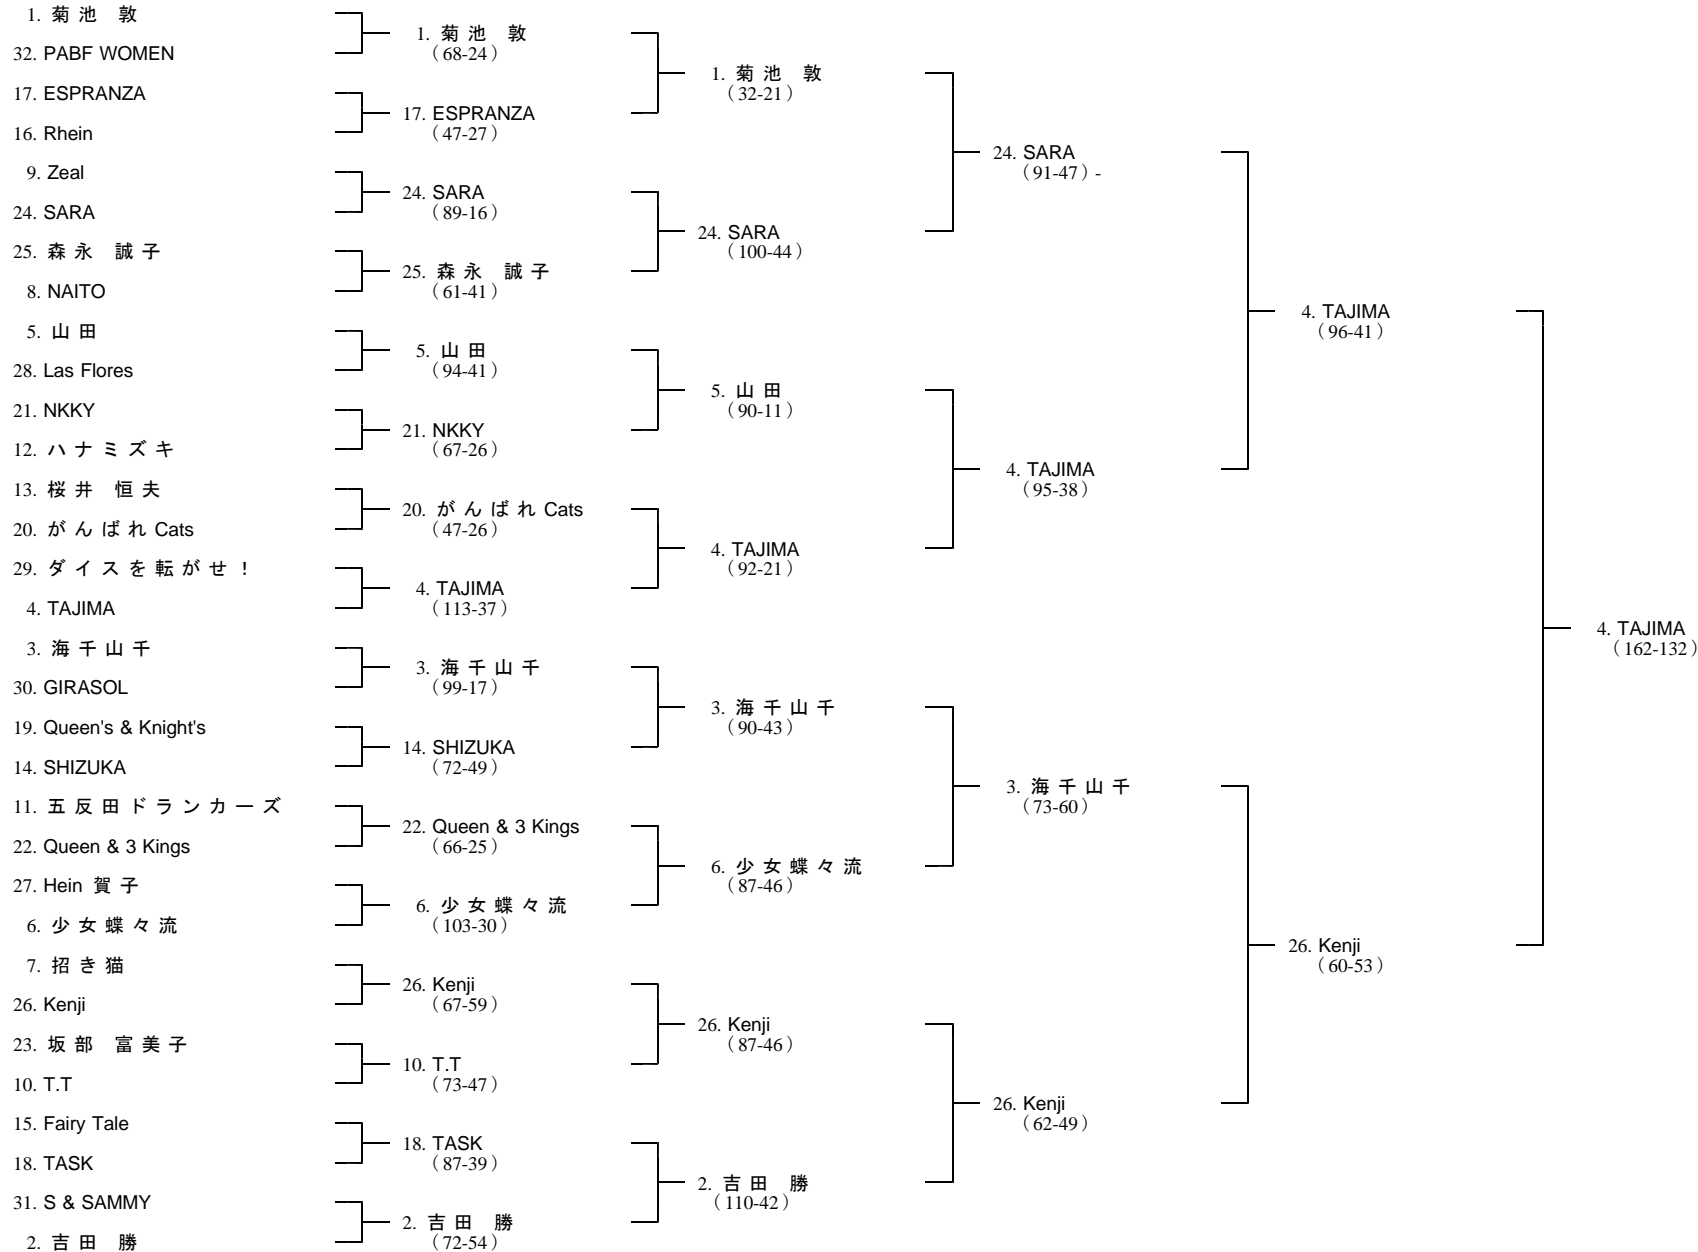 1. 菊池 敦
32. PABF WOMEN
17. ESPRANZA
16. Rhein
9. Zeal
24. SARA
25. 森永 誠子
8. NAITO
5. 山田
28. Las Flores
21. NKKY
12. ハナミズキ
13. 桜井 恒夫
20. がんばれ Cats
29. ダイスを転がせ！
4. TAJIMA
3. 海千山千
30. GIRASOL
19. Queen's & Knight's
14. SHIZUKA
11. 五反田ドランカーズ
22. Queen & 3 Kings
27. Hein 賀子
6. 少女蝶々流
7. 招き猫
26. Kenji
23. 坂部 富美子
10. T.T
15. Fairy Tale
18. TASK
31. S & SAMMY
2. 吉田 勝
1. 菊池 敦
（68-24）
17. ESPRANZA
（47-27）
24. SARA
（89-16）
25. 森永 誠子
（61-41）
5. 山田
（94-41）
21. NKKY
（67-26）
20. がんばれ Cats
（47-26）
4. TAJIMA
（113-37）
3. 海千山千
（99-17）
14. SHIZUKA
（72-49）
22. Queen & 3 Kings
（66-25）
6. 少女蝶々流
（103-30）
26. Kenji
（67-59）
10. T.T
（73-47）
18. TASK
（87-39）
2. 吉田 勝
（72-54）
1. 菊池 敦
（32-21）
24. SARA
（100-44）
5. 山田
（90-11）
4. TAJIMA
（92-21）
3. 海千山千
（90-43）
6. 少女蝶々流
（87-46）
26. Kenji
（87-46）
2. 吉田 勝
（110-42）
24. SARA
（91-47）-
4. TAJIMA
（95-38）
3. 海千山千
（73-60）
26. Kenji
（62-49）
4. TAJIMA
（96-41）
26. Kenji
（60-53）
4. TAJIMA
（162-132）